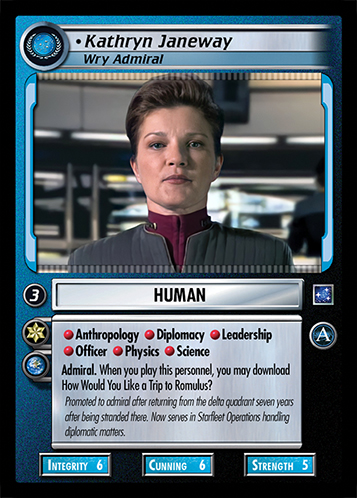 • Kathryn Janeway
Wry Admiral
3
HUMAN
A
Anthropology Diplomacy Leadership
Officer Physics Science
Admiral. When you play this personnel, you may download
How Would You Like a Trip to Romulus?
Promoted to admiral after returning from the delta quadrant seven years
after being stranded there. Now serves in Starfleet Operations handling
diplomatic matters.
INTEGRITY 6 CUNNING 6 STRENGTH 5